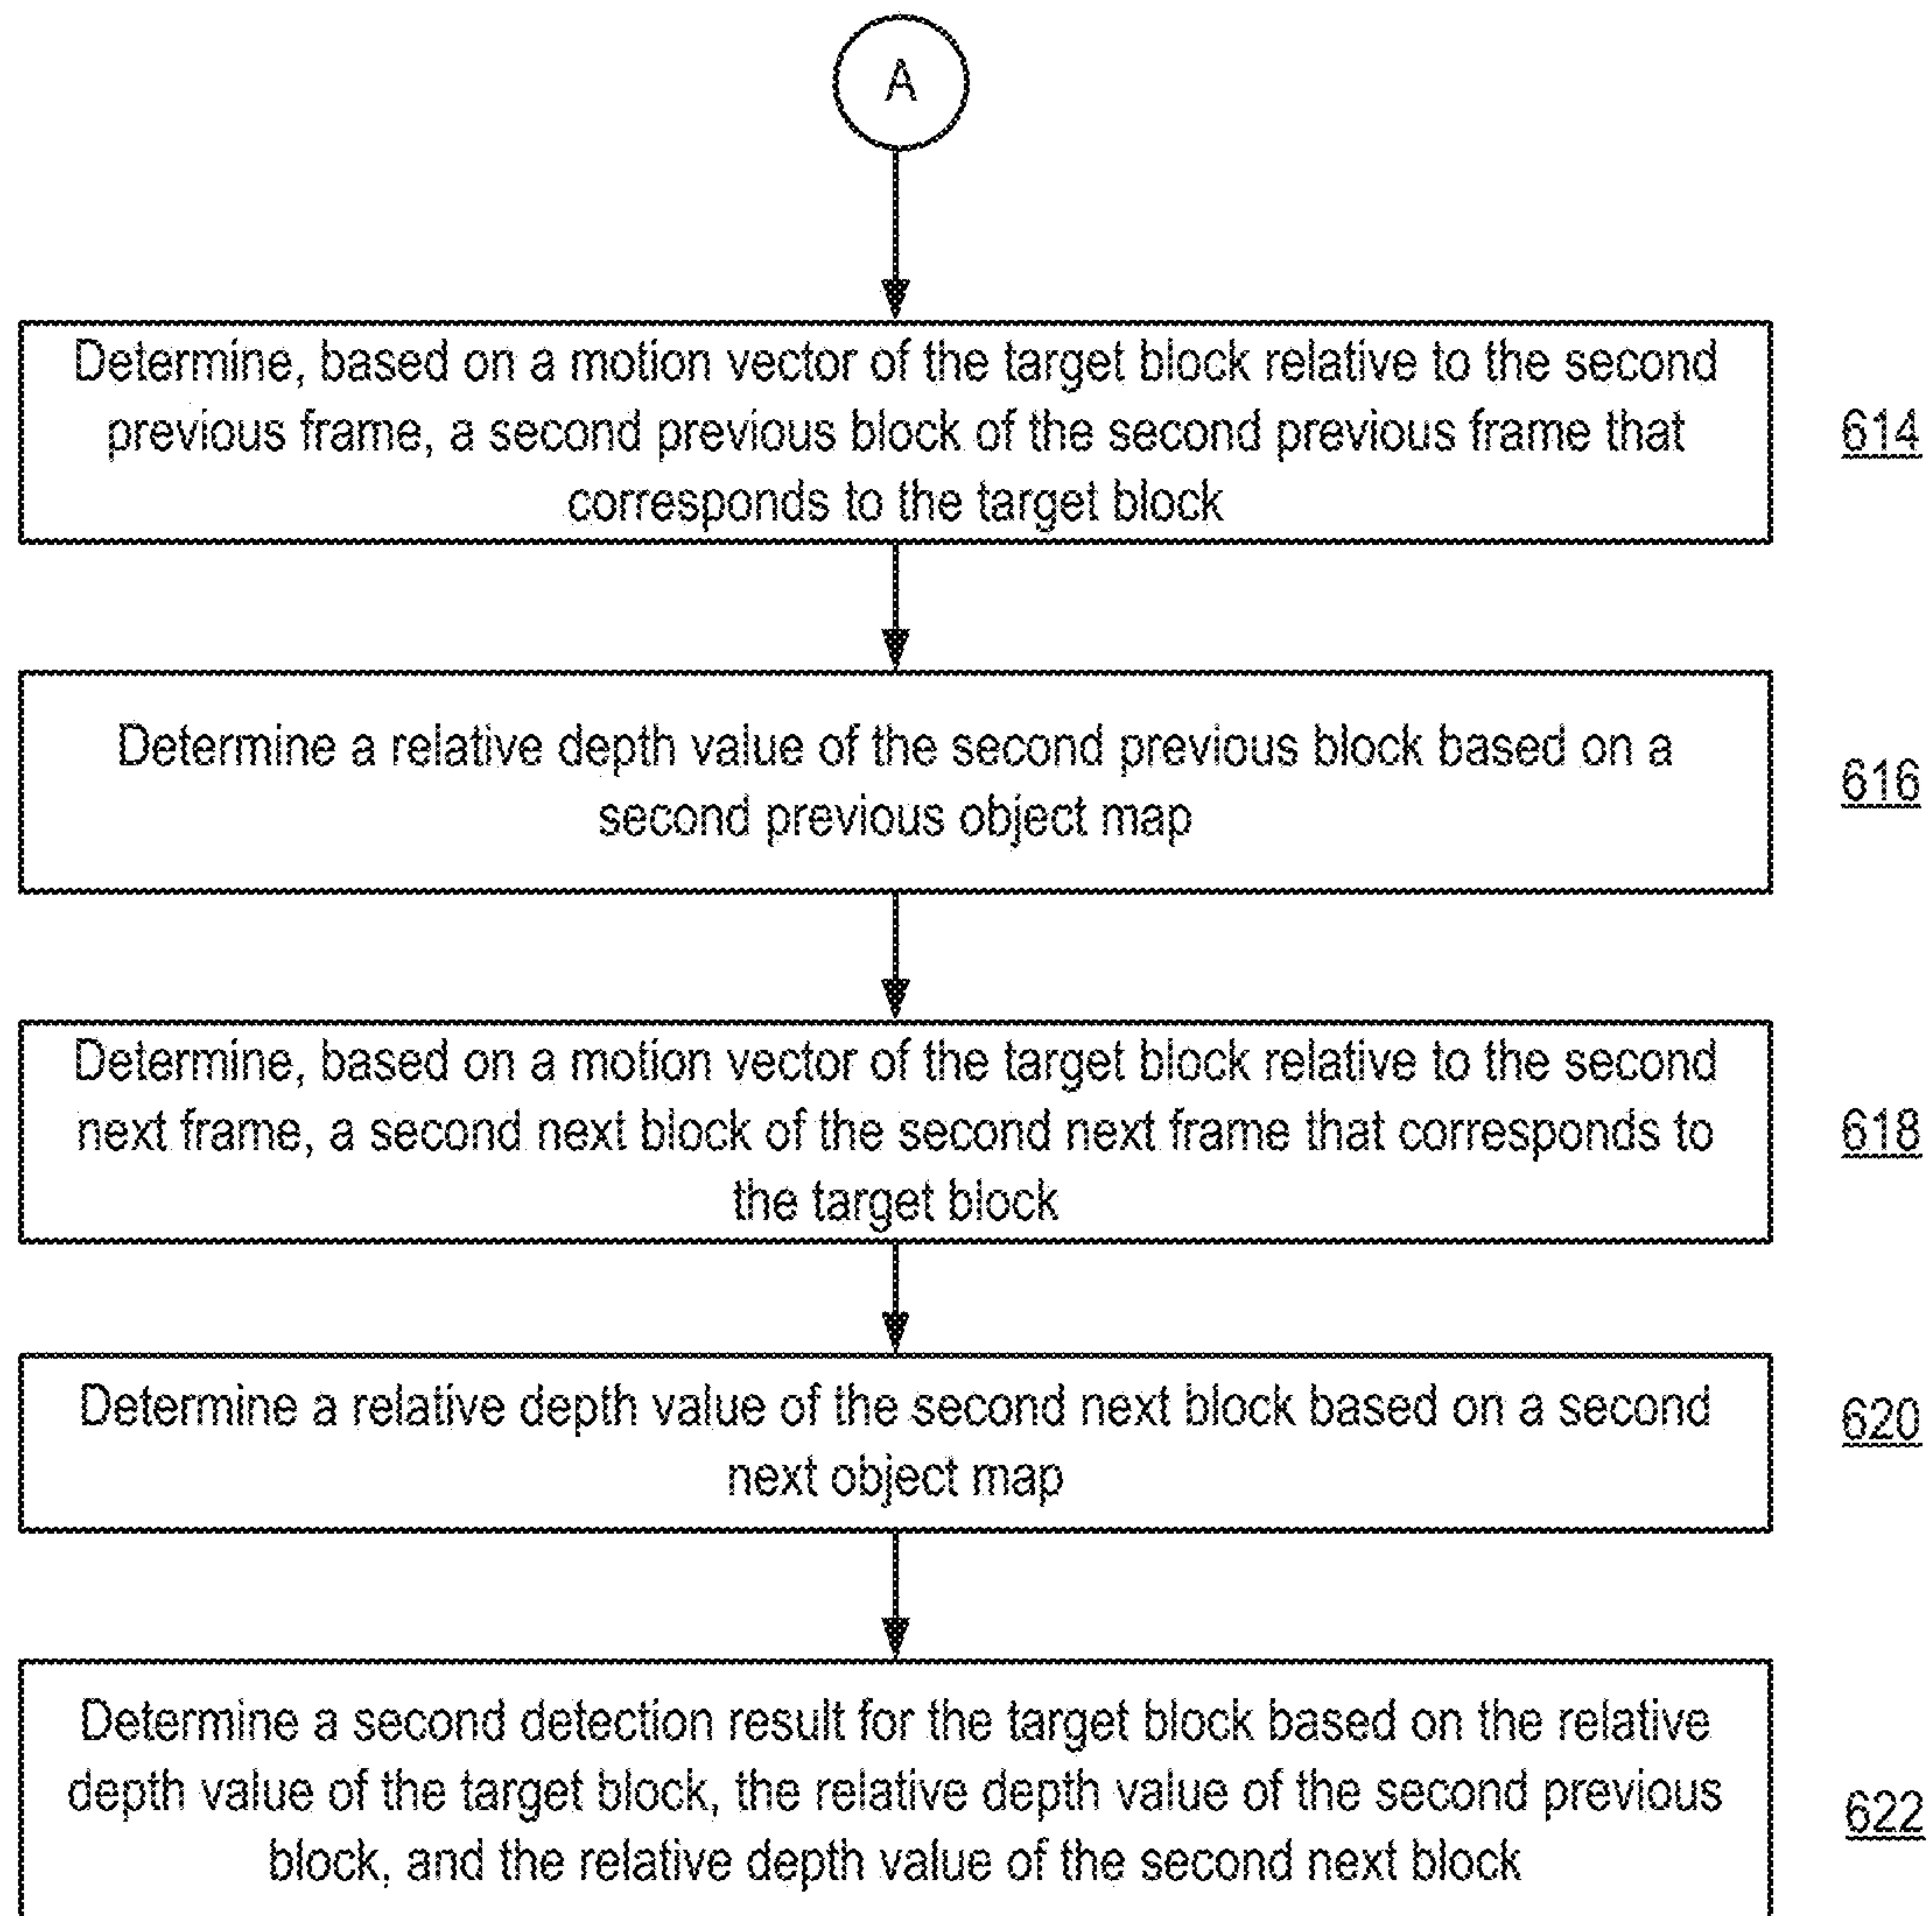 A
Determine, based on a motion vector of the target block relative to the second
previous frame, a second previous block of the second previous frame that
corresponds to the target block
614
Determine a relative depth value of the second previous block based on a
second previous object map
616
Determine, based on a motion vector of the target block relative to the second
next frame, a second next block of the second next frame that corresponds to
the target block
618
Determine a relative depth value of the second next block based on a second
next object map
620
Determine a second detection result for the target block based on the relative
depth value of the target block, the relative depth value of the second previous
block, and the relative depth value of the second next block
622